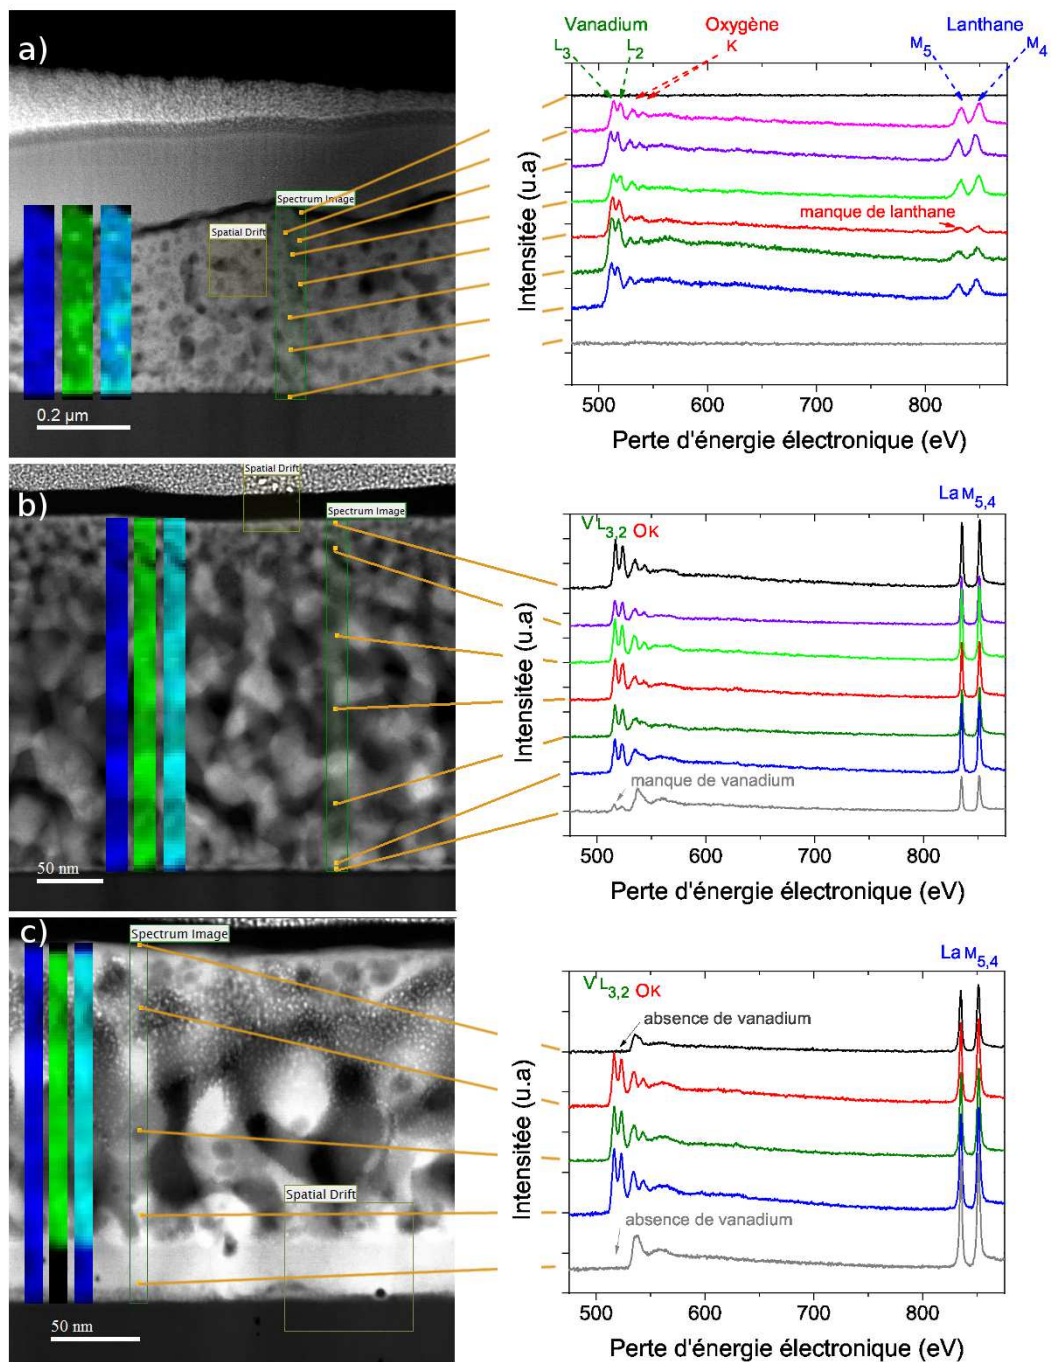 a)
Spectrum Image
Spatial Drift
0.2 µm
Vanadium
Oxygène
Lanthane
L3
L2
K
M5
M4
manque de lanthane
Intensitée (u.a)
500
600
700
800
Perte d'énergie électronique (eV)
b)
Spatial Drift
Spectrum Image
50 nm
V L3,2
OK
La M5,4
manque de vanadium
Intensitée (u.a)
500
600
700
800
Perte d'énergie électronique (eV)
c)
Spectrum Image
Spatial Drift
50 nm
V L3,2
OK
La M5,4
absence de vanadium
absence de vanadium
Intensitée (u.a)
500
600
700
800
Perte d'énergie électronique (eV)